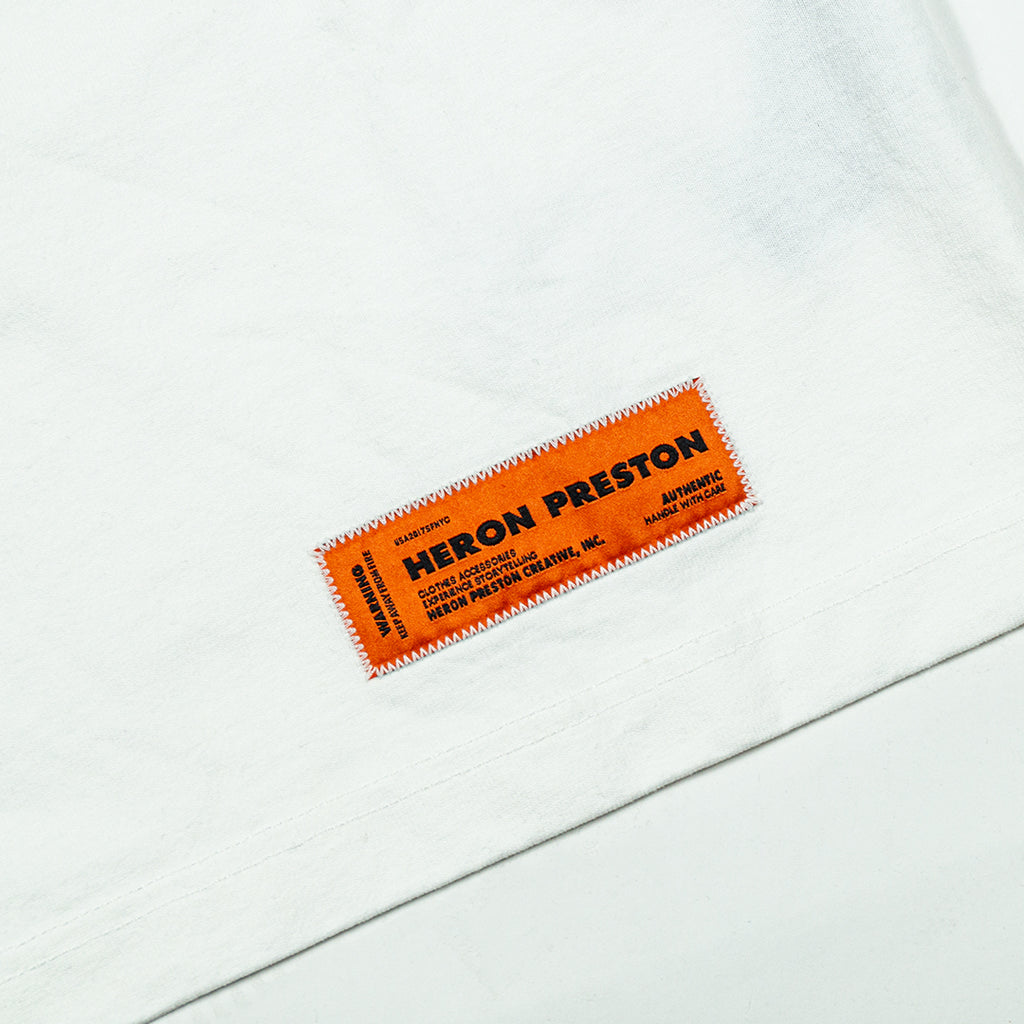 USA2017SFNYC
HERON PRESTON
CLOTHES ACCESSORIES
EXPERIENCE STORYTELLING
HERON PRESTON CREATIVE, INC.
AUTHENTIC
HANDLE WITH CARE
WARNING
KEEP AWAY FROM FIRE